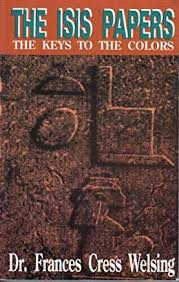 THE ISIS PAPERS
THE KEYS TO THE COLORS
Dr. Frances Cress Welsing